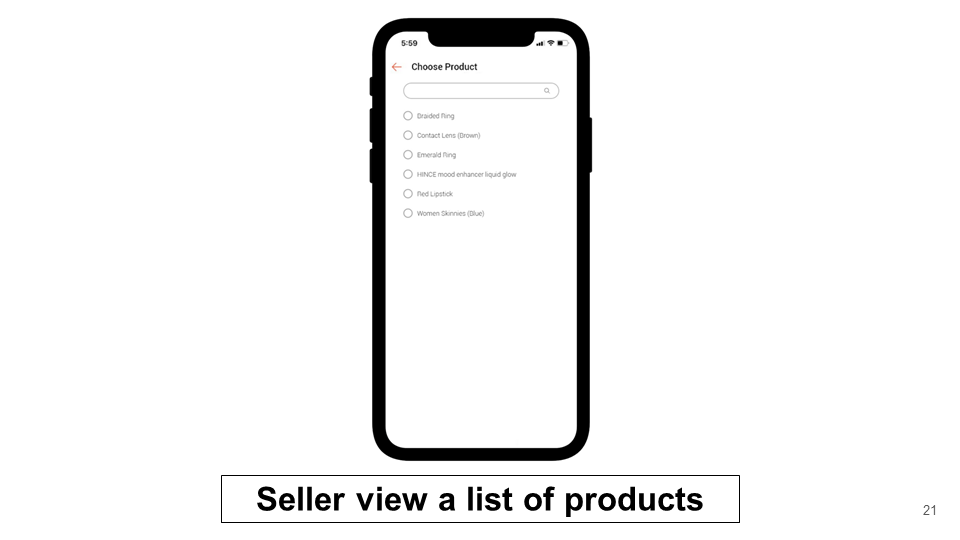 5:59
Choose Product
Braided Ring
Contact Lens (Brown)
Emerald Ring
HINCE mood enhancer liquid glow
Red Lipstick
Women Skinnies (Blue)
Seller view a list of products
21